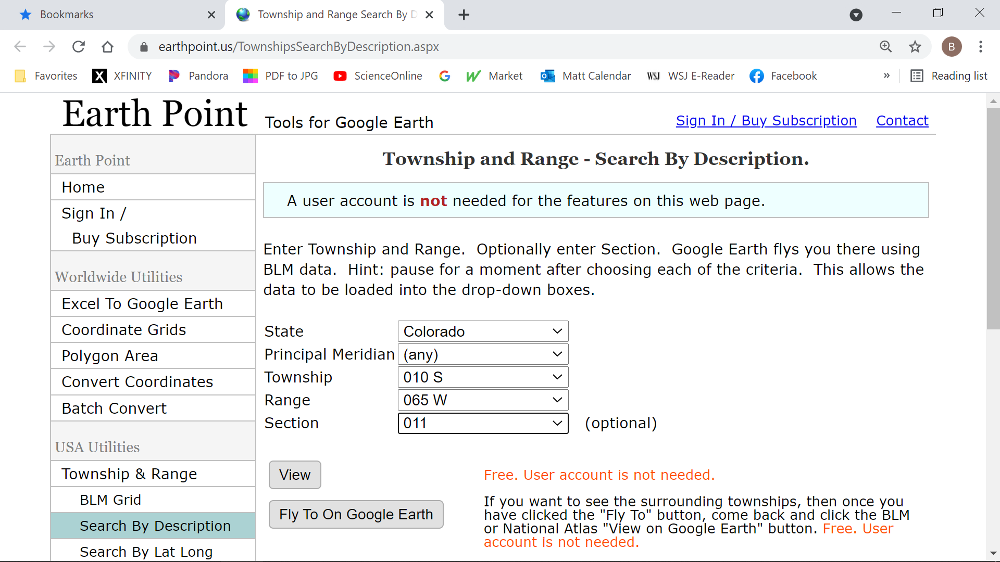 Bookmarks
Township and Range Search By D
earthpoint.us/TownshipsSearchByDescription.aspx
B
Favorites
XFINITY
Pandora
PDF to JPG
ScienceOnline
Market
Matt Calendar
WSJ
WSJ E-Reader
Facebook
»
Reading list
Earth Point
Tools for Google Earth
Sign In / Buy Subscription
Contact
Earth Point
Home
Sign In /
Buy Subscription
Worldwide Utilities
Excel To Google Earth
Coordinate Grids
Polygon Area
Convert Coordinates
Batch Convert
USA Utilities
Township & Range
BLM Grid
Search By Description
Search By Lat Long
Township and Range - Search By Description.
A user account is not needed for the features on this web page.
Enter Township and Range.  Optionally enter Section.  Google Earth flys you there using
BLM data.  Hint: pause for a moment after choosing each of the criteria.  This allows the
data to be loaded into the drop-down boxes.
State Colorado
Principal Meridian (any)
Township 010 S
Range 065 W
Section 011 (optional)
View
Free. User account is not needed.
Fly To On Google Earth
If you want to see the surrounding townships, then once you
have clicked the "Fly To" button, come back and click the BLM
or National Atlas "View on Google Earth" button. Free. User
account is not needed.